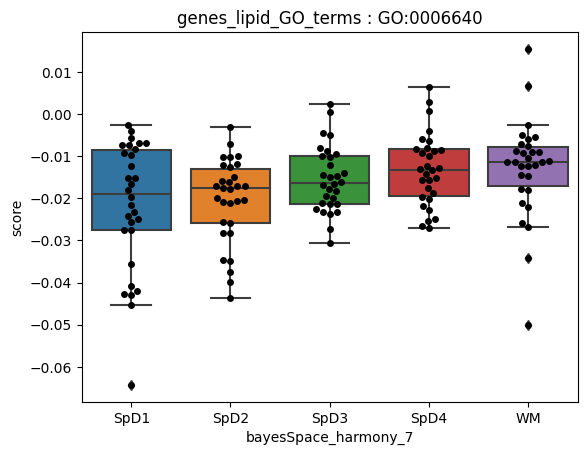 genes_lipid_GO_terms : GO:0006640
0.01
0.00
−0.01
−0.02
−0.03
−0.04
−0.05
−0.06
score
SpD1 SpD2 SpD3 SpD4 WM
bayesSpace_harmony_7